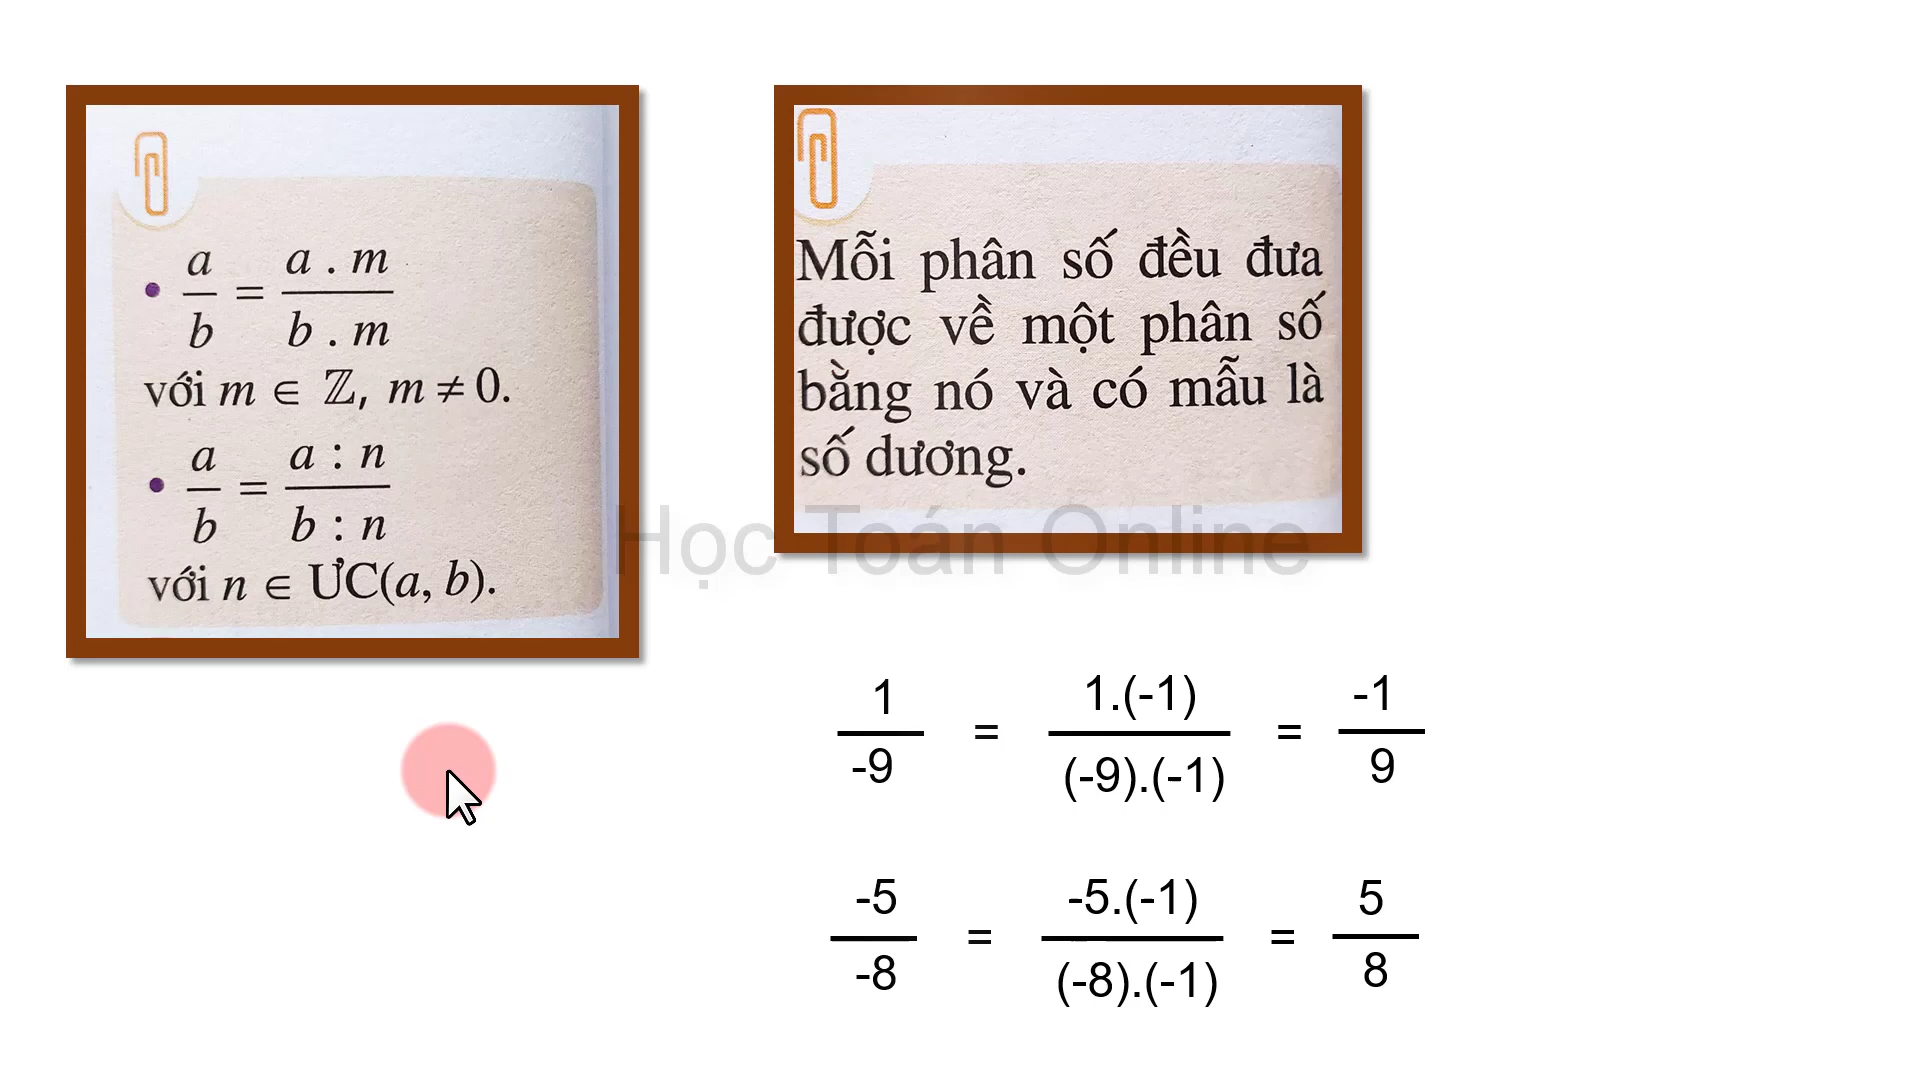 • a/b = a . m / b . m
với m ∈ ℤ, m ≠ 0.
• a/b = a : n / b : n
với n ∈ ƯC(a, b).
Mỗi phân số đều đưa
được về một phân số
bằng nó và có mẫu là
số dương.
Học Toán Online
1/-9 = 1.(-1)/(-9).(-1) = -1/9
-5/-8 = -5.(-1)/(-8).(-1) = 5/8